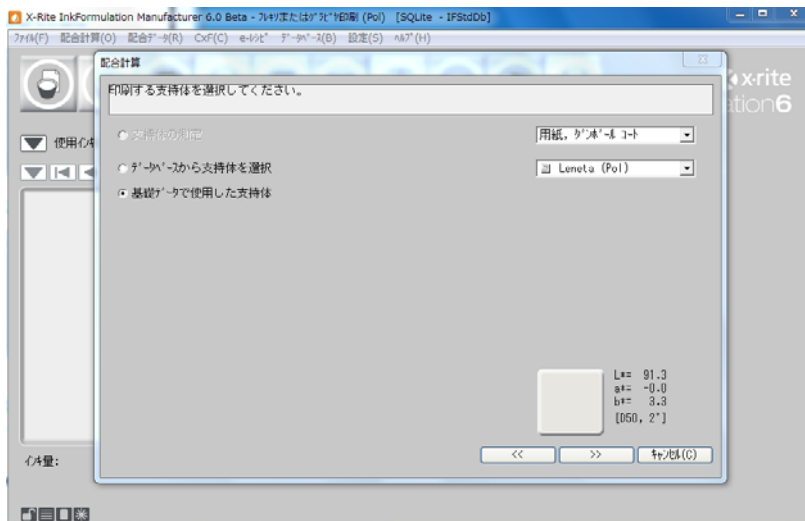 X-Rite InkFormulation Manufacturer 6.0 Beta - フレキソまたはグラビヤ印刷 (Pol) [SQLite - IFStdDb]
ファイル(F) 配合計算(O) 配合データ(R) CxF(C) e-レシピ データベース(B) 設定(S) ヘルプ(H)
配合計算
印刷する支持体を選択してください。
x·rite
ation6
支持体の測定
用紙, ダンボール コート
使用インキ
データベースから支持体を選択
Leneta (Pol)
基礎データで使用した支持体
L*= 91.3
a*= -0.0
b*= 3.3
[D50, 2°]
<< >> キャンセル(C)
インキ量: